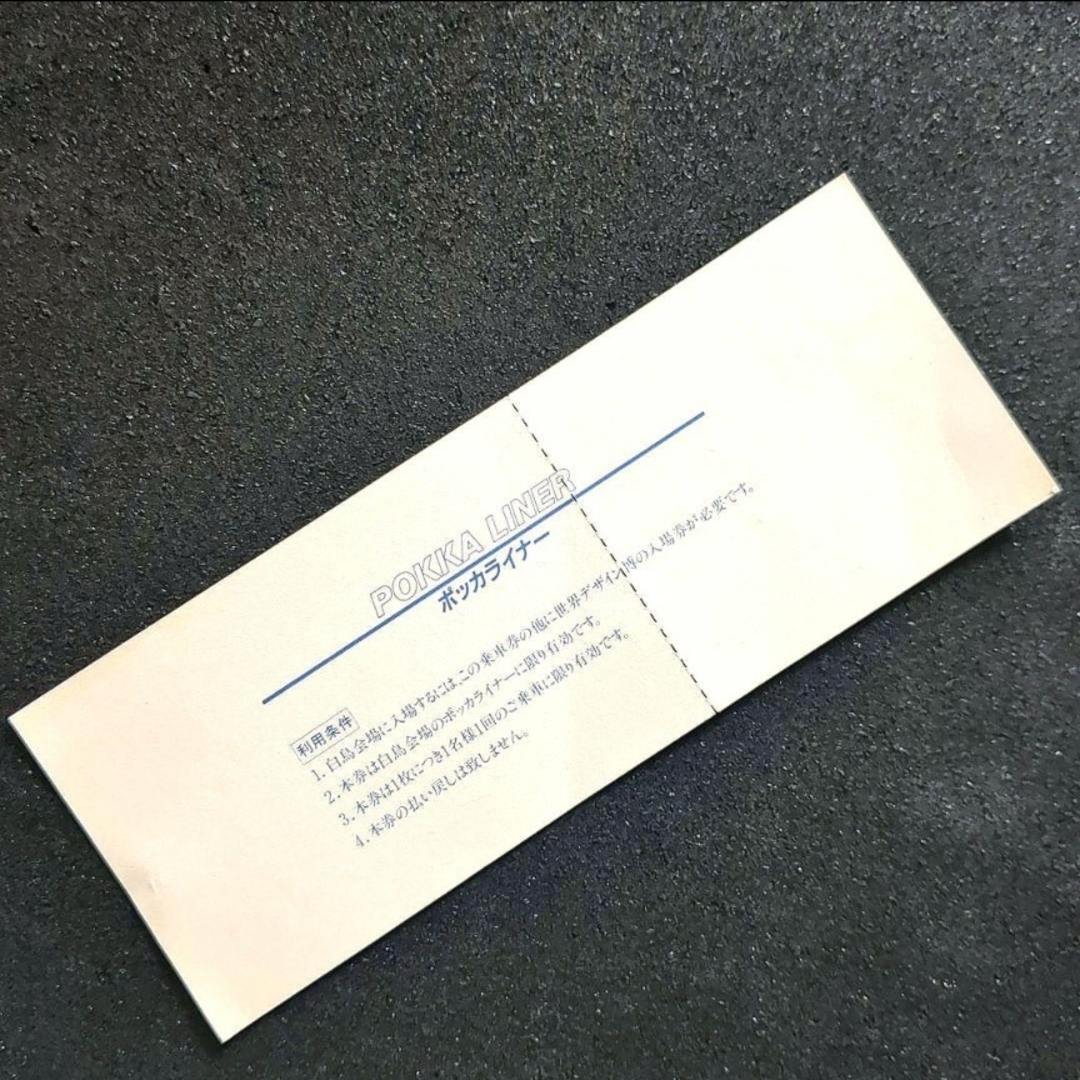 POKKA LINER
ポッカライナー
利用条件
1. 白鳥会場に入場するには、この乗車券の他に世界デザイン博の入場券が必要です。
2. 本券は白鳥会場のポッカライナーに限り有効です。
3. 本券は1枚につき1名様1回のご乗車に限り有効です。
4. 本券の払い戻しは致しません。